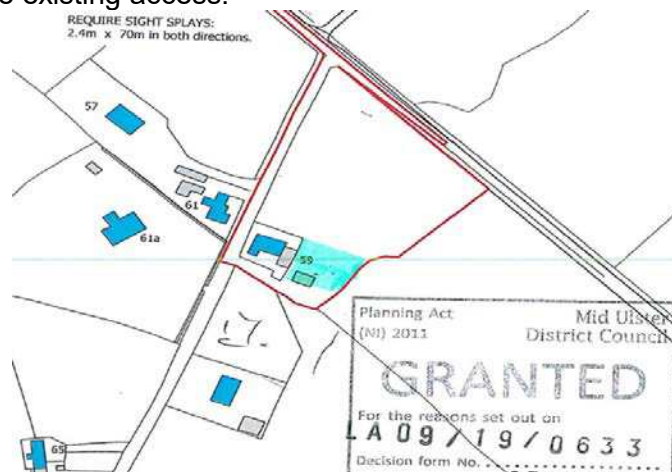 existing access.
REQUIRE SIGHT SPLAYS:
2.4m x 70m in both directions.
57
61
61a
59
65
Planning Act
(NI) 2011
Mid Ulster
District Council
GRANTED
For the reasons set out on
LA09/19/0633
Decision form No.